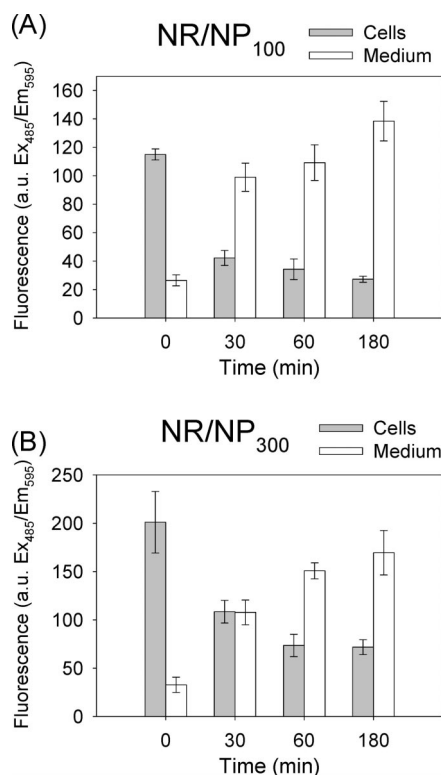 (A)
NR/NP₁₀₀
Cells
Medium
Fluorescence (a.u. Ex₄₈₅/Em₅₉₅)
160
140
120
100
80
60
40
20
0
0 30 60 180
Time (min)
(B)
NR/NP₃₀₀
Cells
Medium
Fluorescence (a.u. Ex₄₈₅/Em₅₉₅)
250
200
150
100
50
0
0 30 60 180
Time (min)